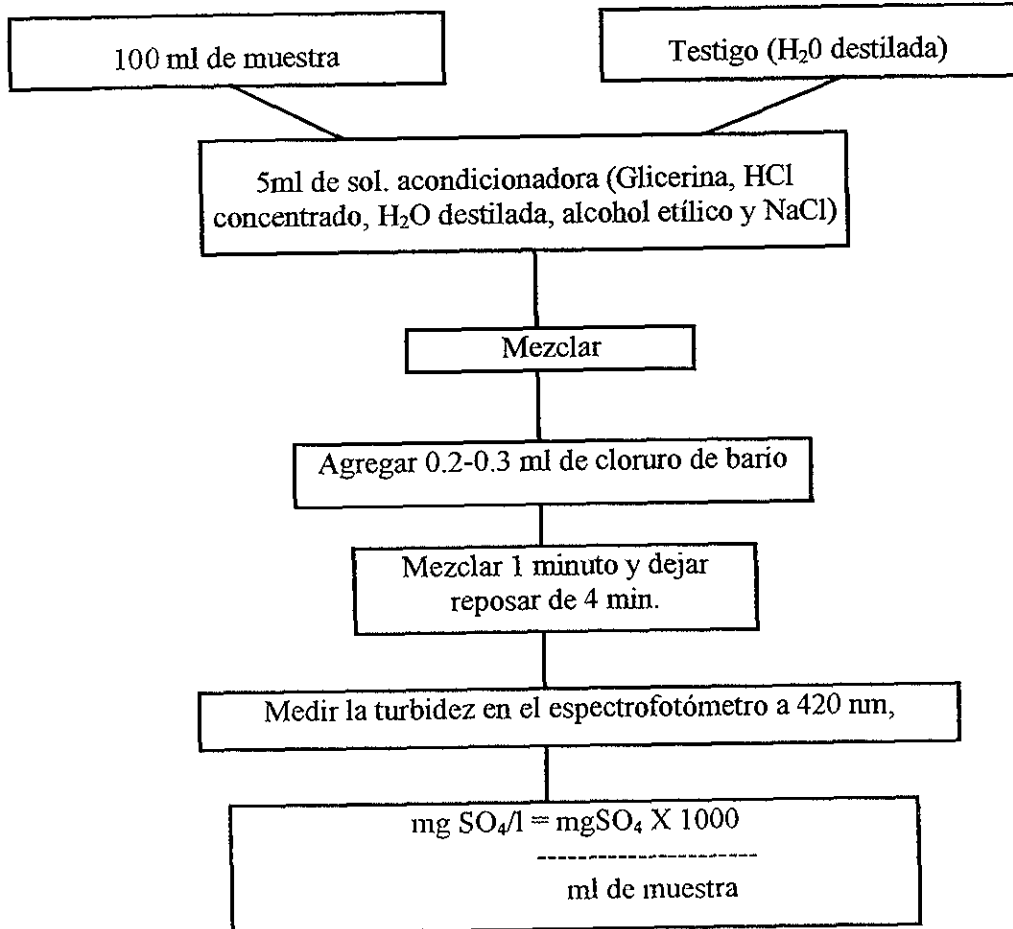 100 ml de muestra
Testigo (H₂0 destilada)
5ml de sol. acondicionadora (Glicerina, HCl
concentrado, H₂O destilada, alcohol etílico y NaCl)
Mezclar
Agregar 0.2-0.3 ml de cloruro de bario
Mezclar 1 minuto y dejar
reposar de 4 min.
Medir la turbidez en el espectrofotómetro a 420 nm,
mg SO₄/l = mgSO₄ X 1000
--------------------
ml de muestra